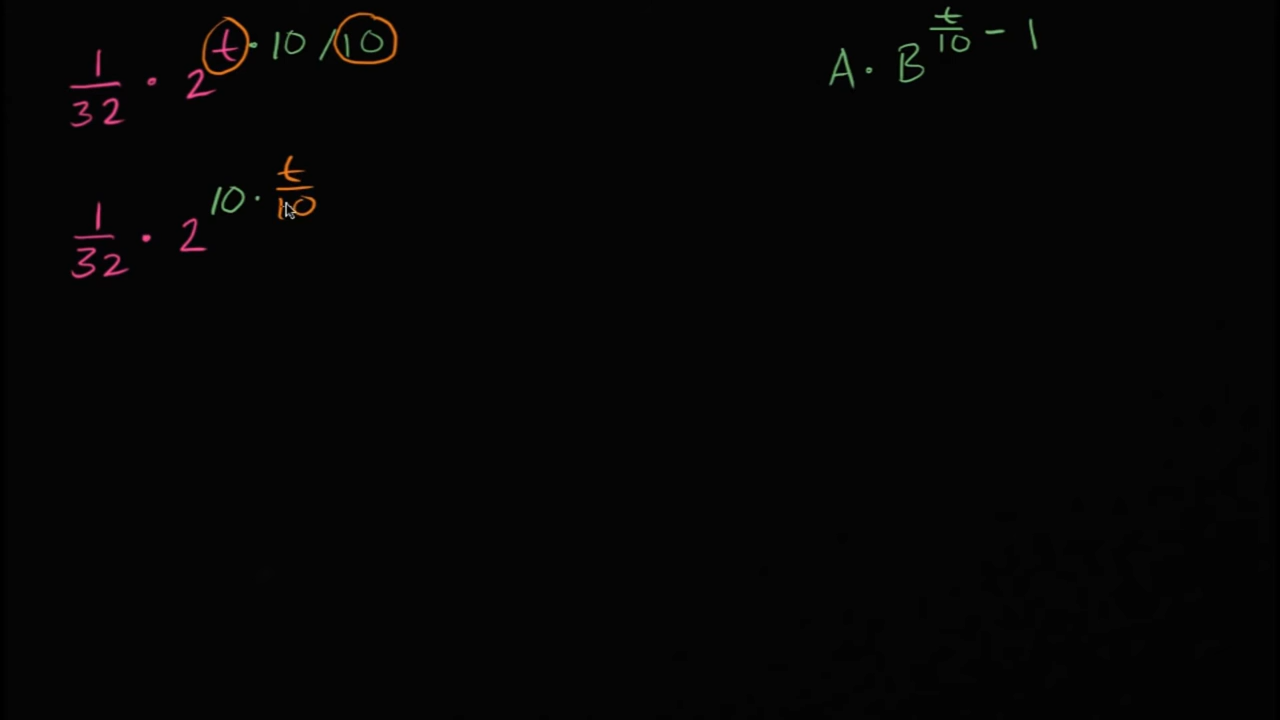 1/32 · 2^(t · 10 / 10)
A · B^(t/10 - 1)
1/32 · 2^(10 · t/10)